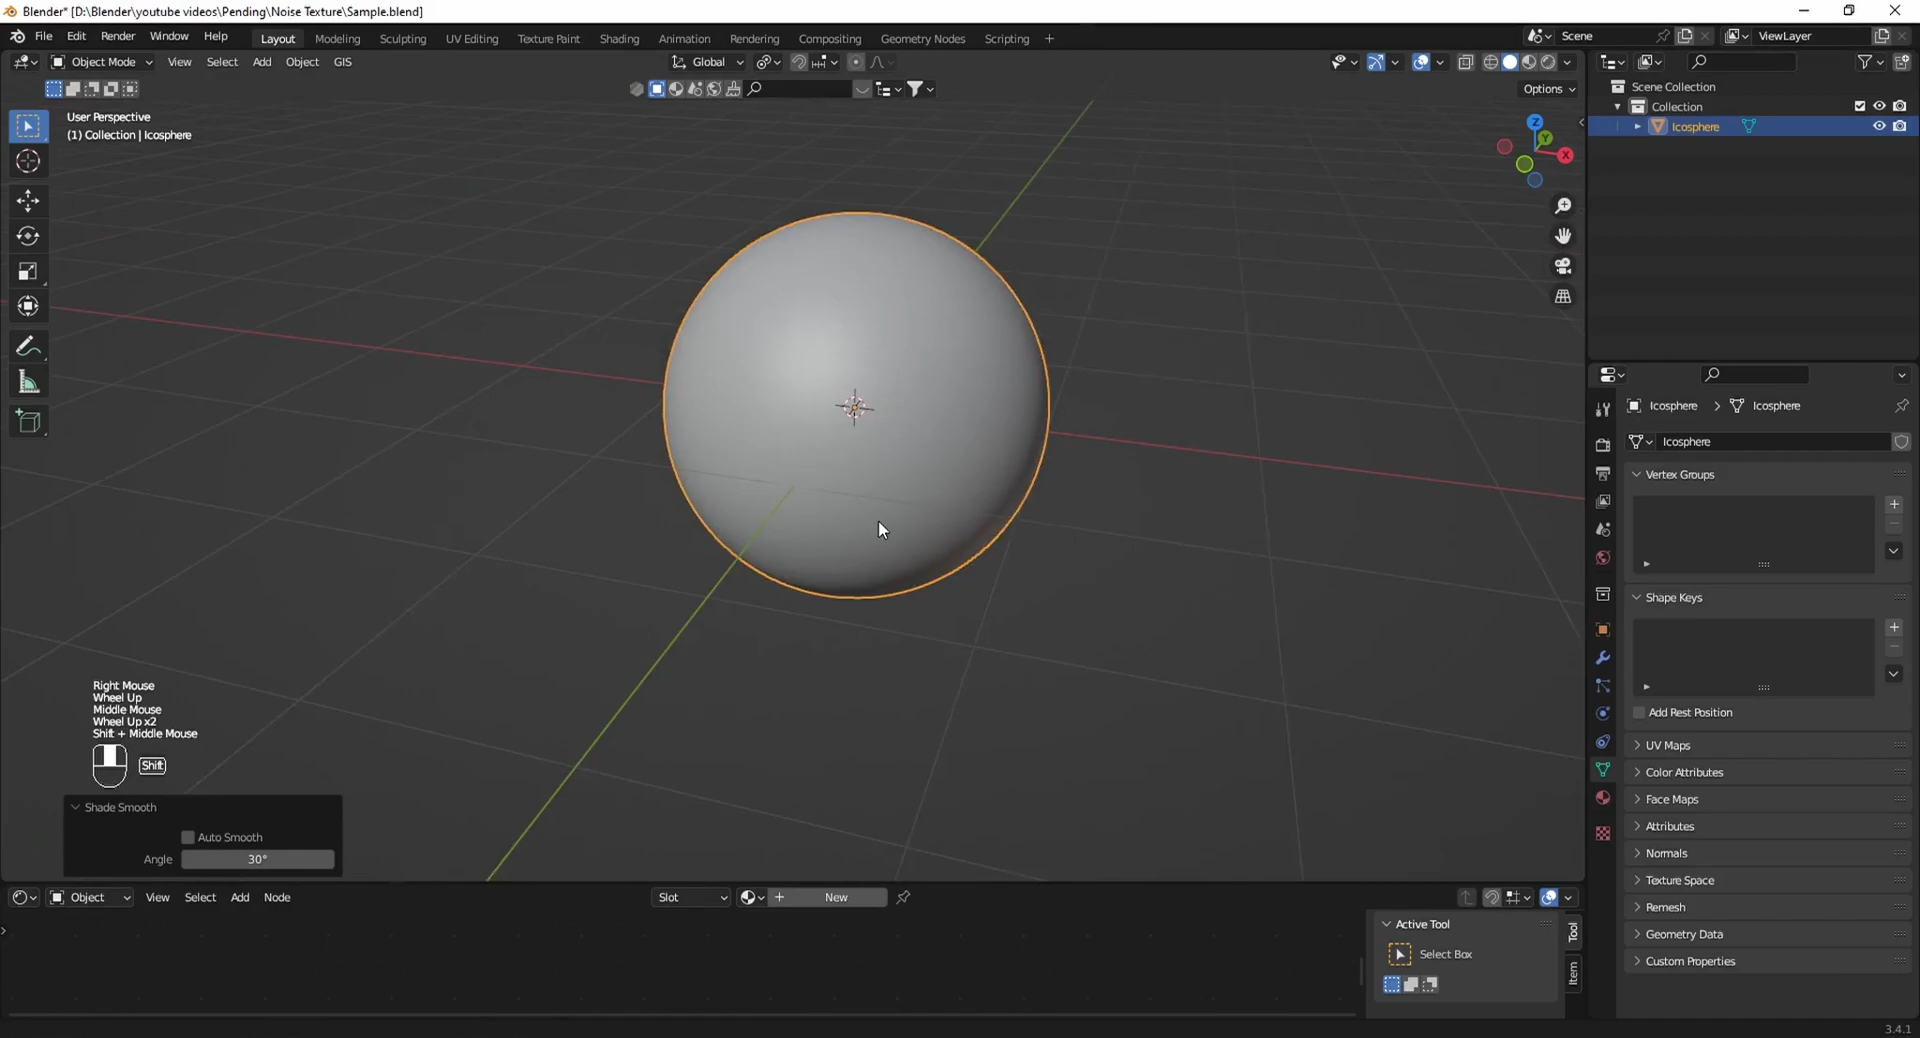 Blender* [D:\Blender\youtube videos\Pending\Noise Texture\Sample.blend]
File Edit Render Window Help Layout Modeling Sculpting UV Editing Texture Paint Shading Animation Rendering Compositing Geometry Nodes Scripting + Scene ViewLayer
Object Mode View Select Add Object GIS Global
Options
User Perspective
(1) Collection | Icosphere
Z
Y
X
Scene Collection
Collection
Icosphere
Icosphere > Icosphere
Icosphere
Vertex Groups
Shape Keys
Add Rest Position
UV Maps
Color Attributes
Face Maps
Attributes
Normals
Texture Space
Remesh
Geometry Data
Custom Properties
Right Mouse
Wheel Up
Middle Mouse
Wheel Up x2
Shift + Middle Mouse
Shift
Shade Smooth
Auto Smooth
Angle 30°
Object View Select Add Node Slot + New
Active Tool
Select Box
Tool
Item
3.4.1